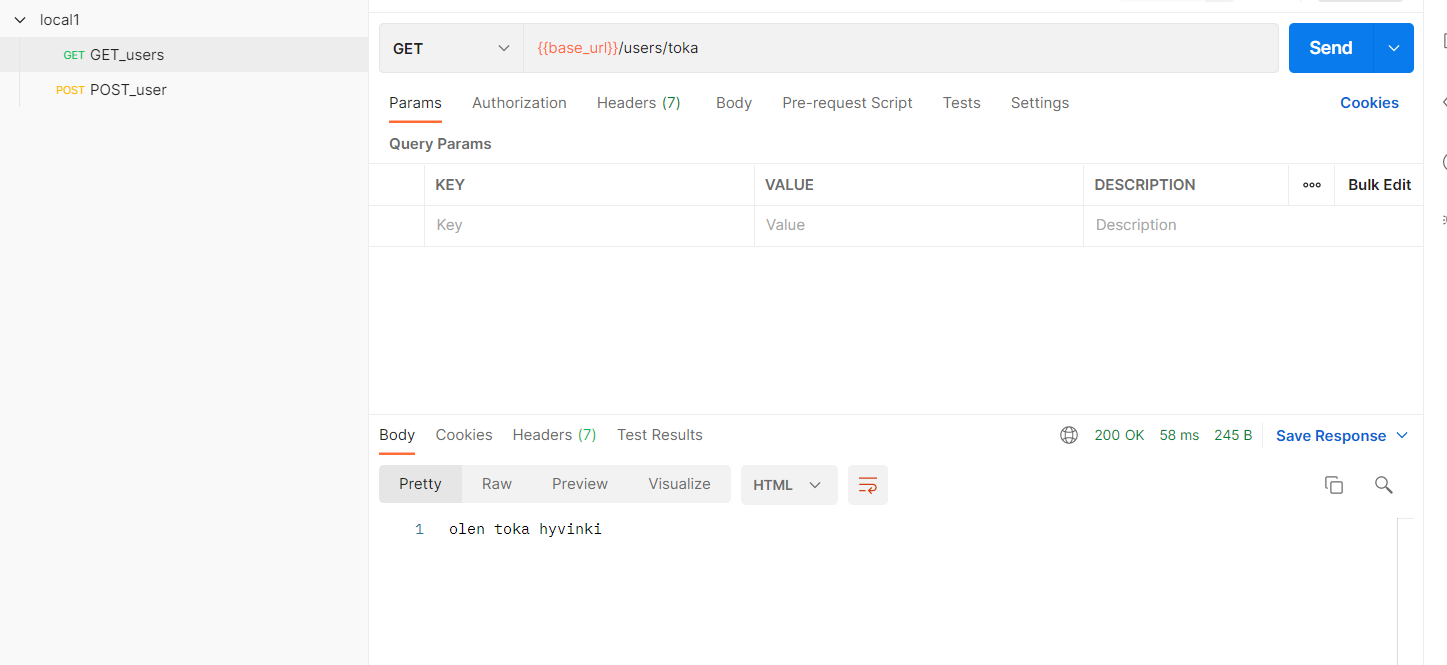 local1
GET GET_users
POST POST_user
GET {{base_url}}/users/toka Send
Params Authorization Headers (7) Body Pre-request Script Tests Settings Cookies
Query Params
KEY VALUE DESCRIPTION ooo Bulk Edit
Key Value Description
Body Cookies Headers (7) Test Results 200 OK 58 ms 245 B Save Response
Pretty Raw Preview Visualize HTML
1 olen toka hyvinki